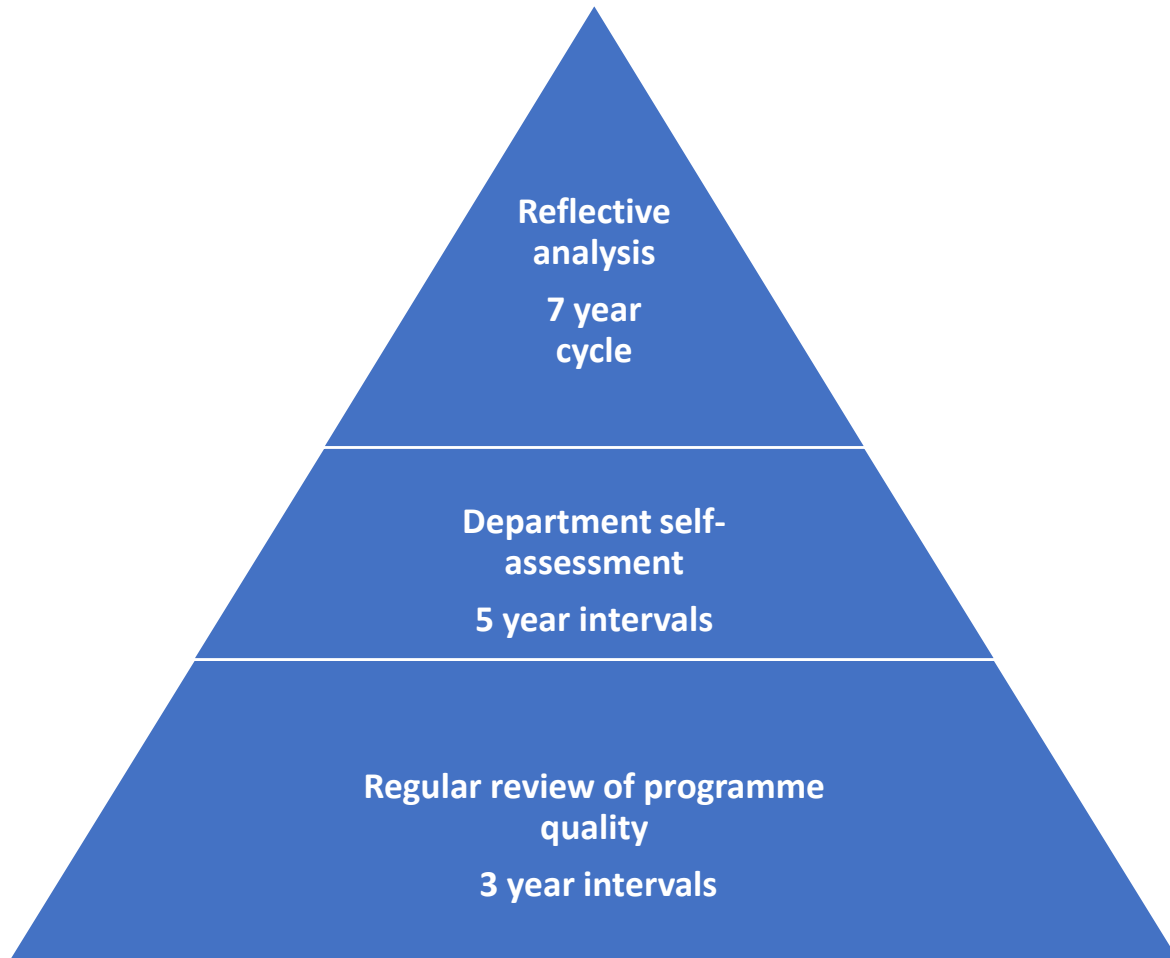 Reflective
analysis
7 year
cycle
Department self-
assessment
5 year intervals
Regular review of programme
quality
3 year intervals